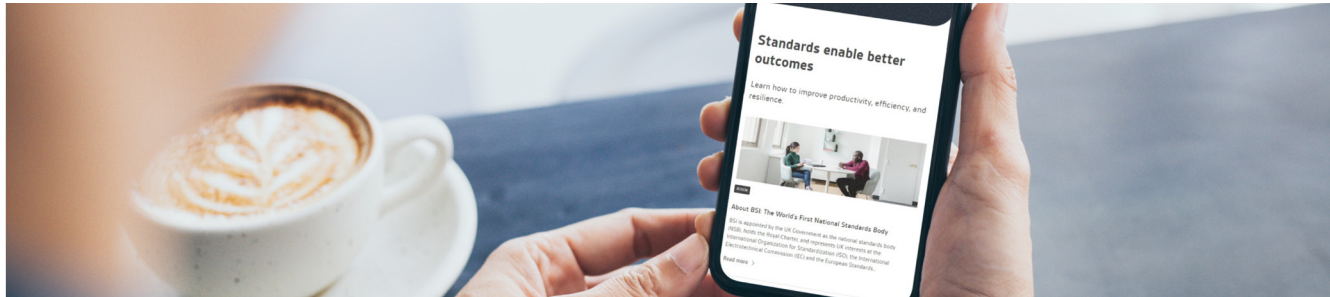 Standards enable better
outcomes
Learn how to improve productivity, efficiency, and
resilience.
About BSI: The World's First National Standards Body
BSI is appointed by the UK Government as the national standards body
(NSB), holds the Royal Charter, and represents UK interests at the
International Organization for Standardization (ISO), the International
Electrotechnical Commission (IEC) and the European Standards...
Read more >